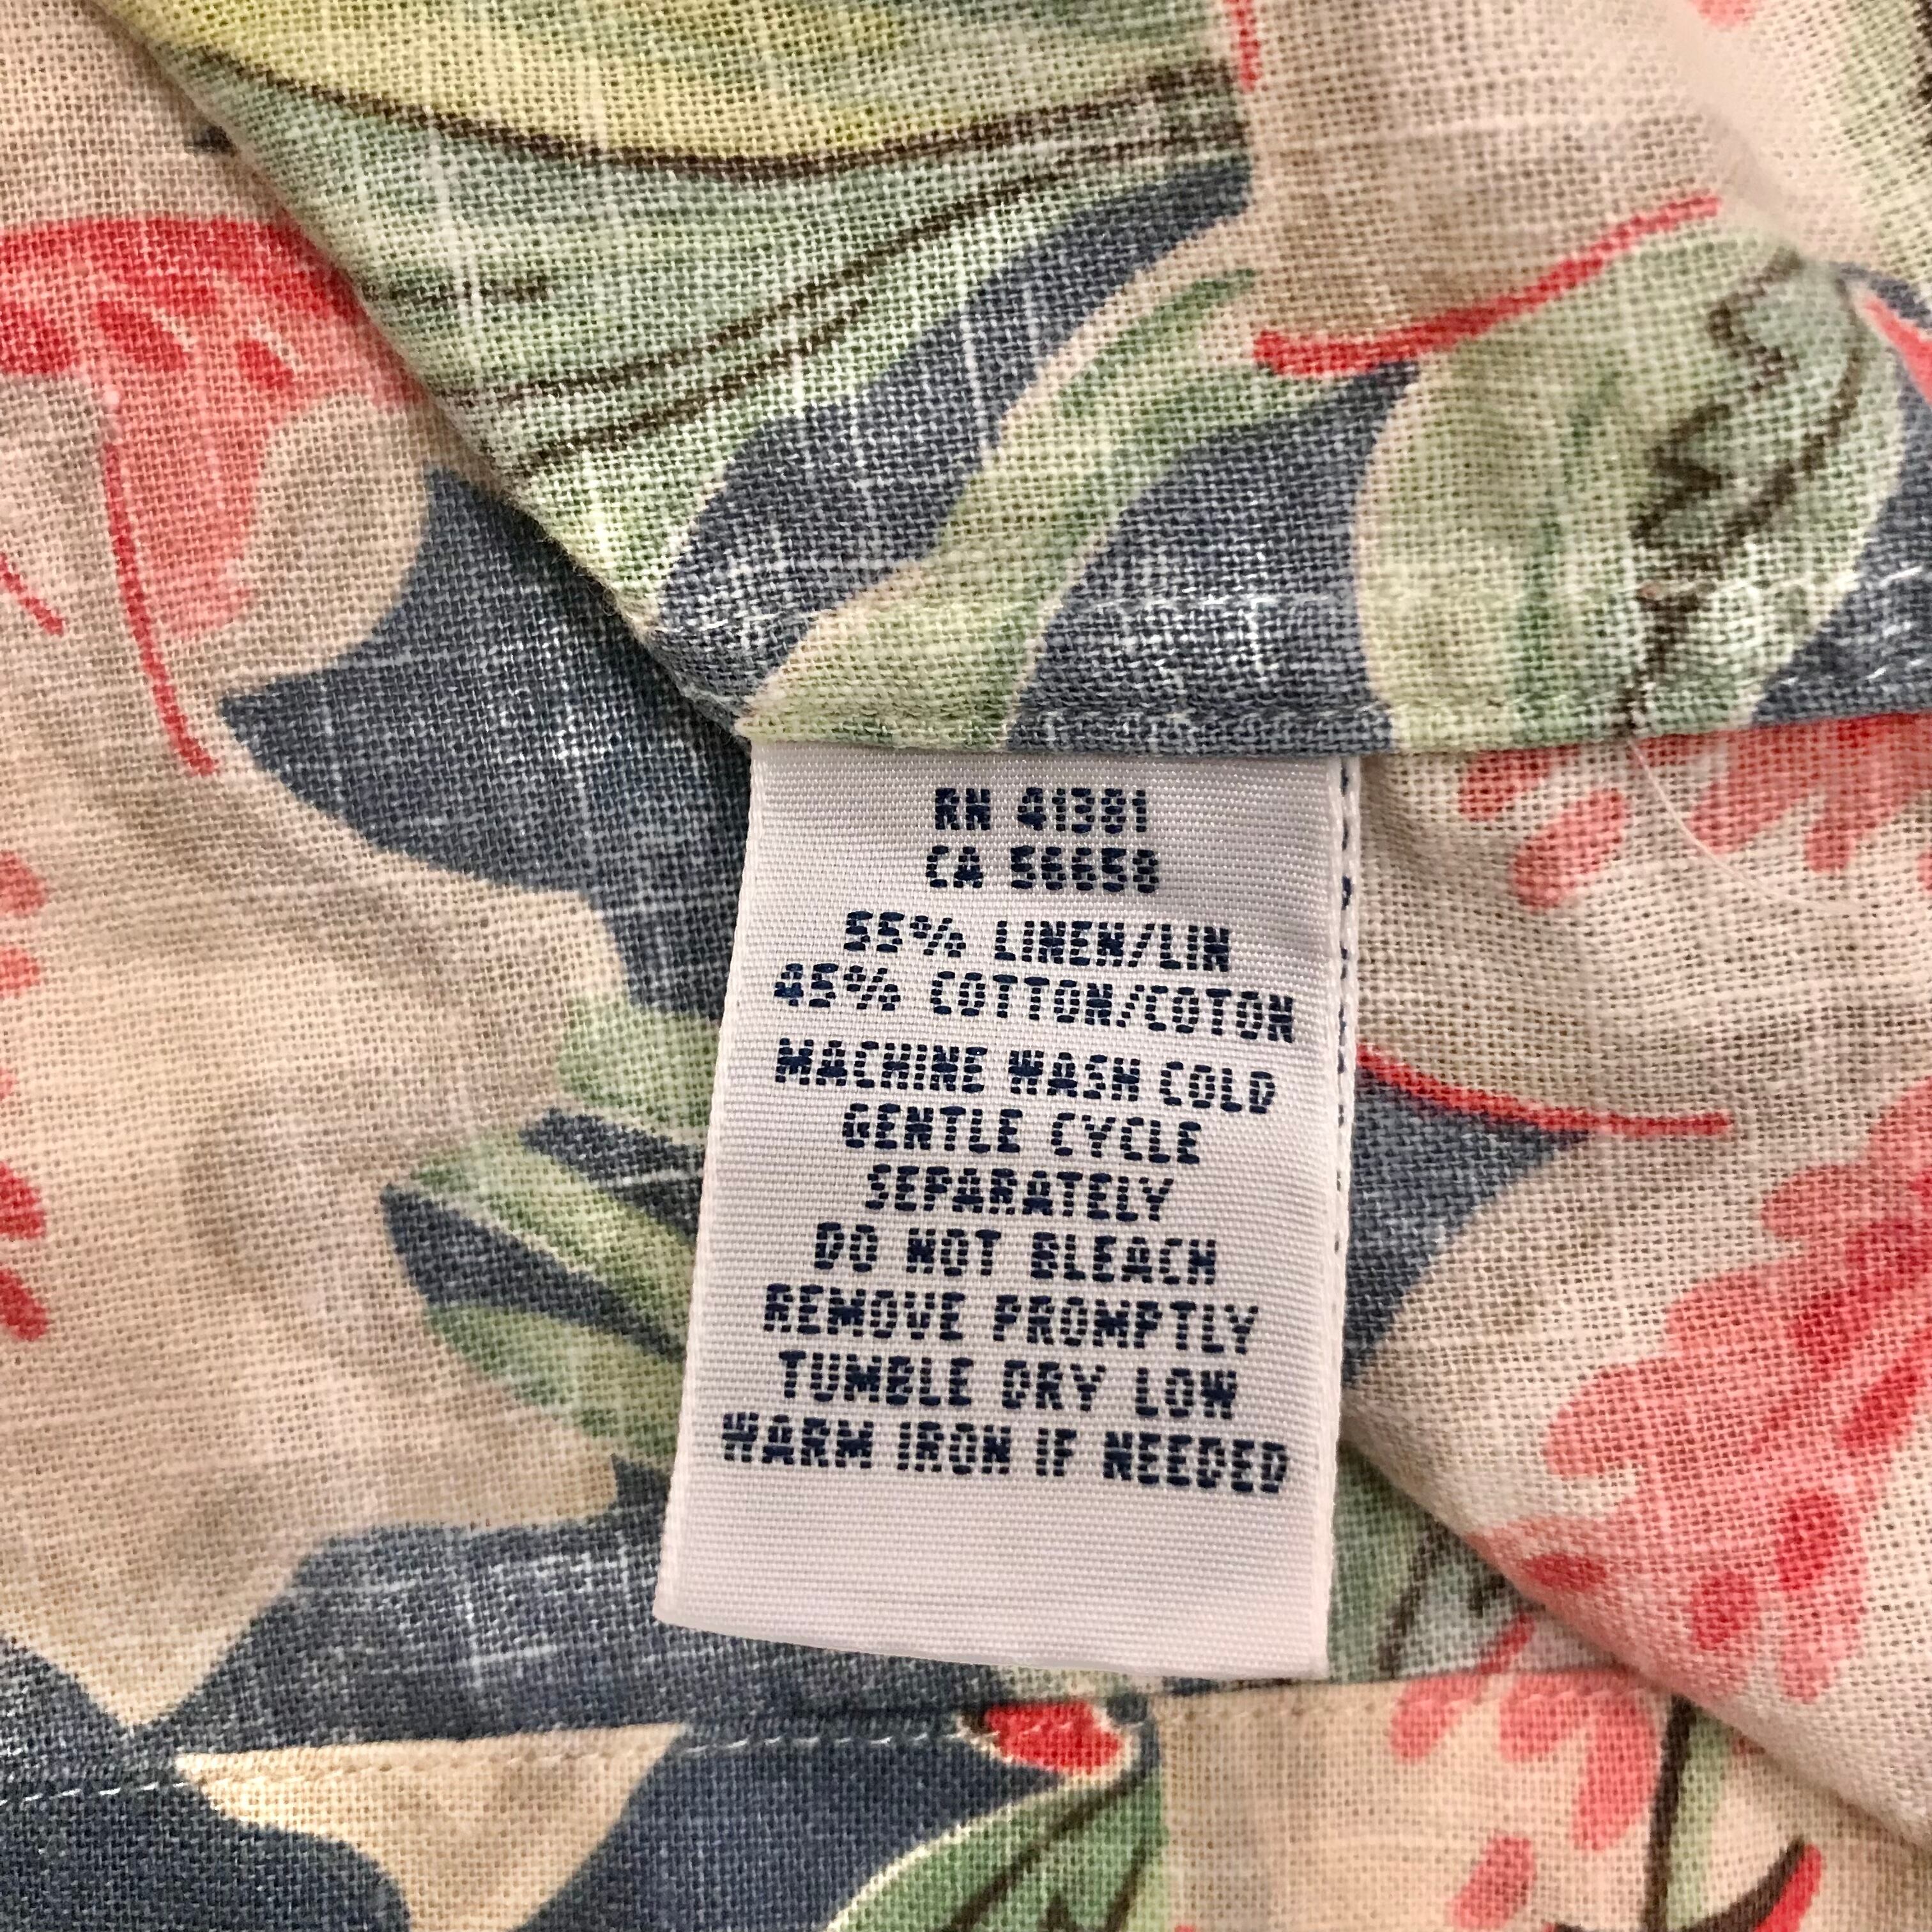 RN 41381
CA 56658
55% LINEN/LIN
45% COTTON/COTON
MACHINE WASH COLD
GENTLE CYCLE
SEPARATELY
DO NOT BLEACH
REMOVE PROMPTLY
TUMBLE DRY LOW
WARM IRON IF NEEDED